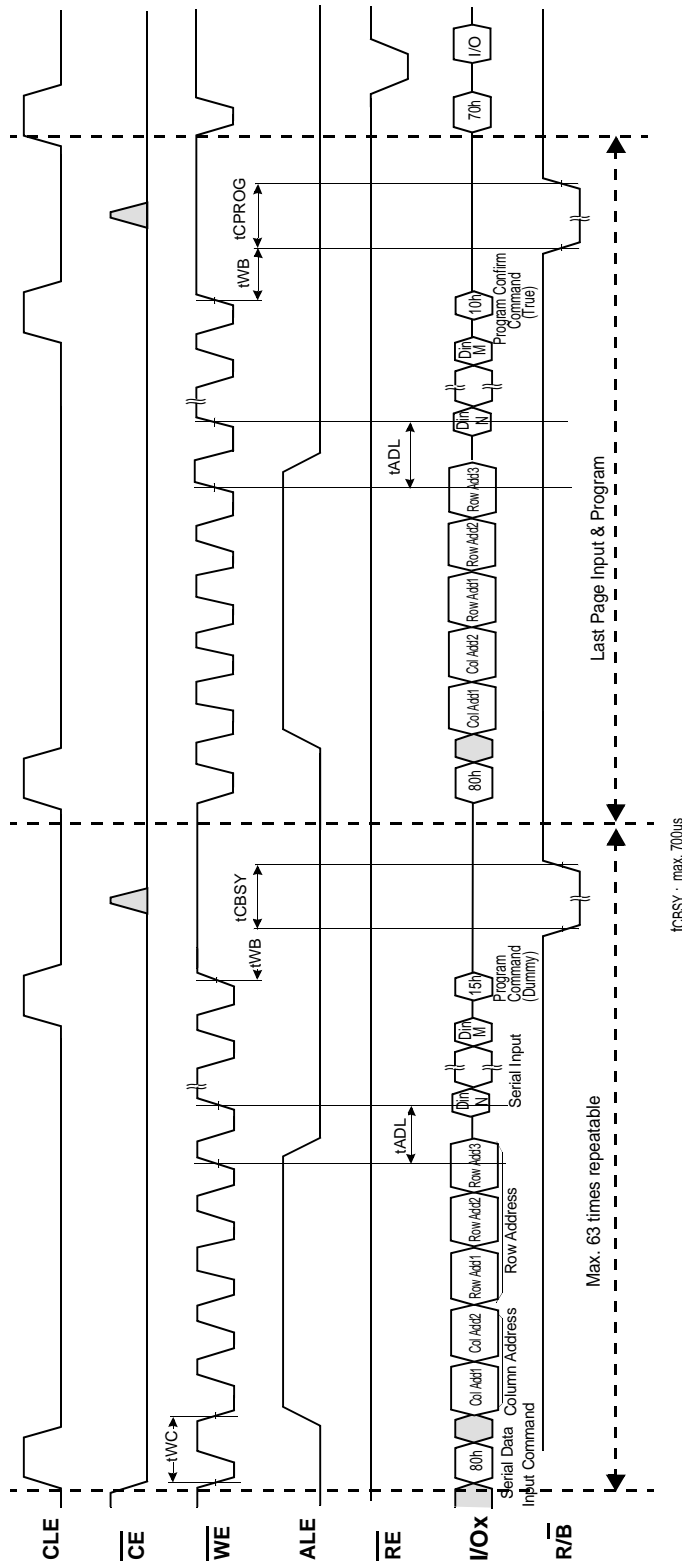 CLE
CE
WE
ALE
RE
I/Ox
R/B
tWC
tADL
tWB
tCBSY
tADL
tWB
tCPROG
80h
Col Add1
Col Add2
Row Add1
Row Add2
Row Add3
Din
N
Din
M
15h
80h
Col Add1
Col Add2
Row Add1
Row Add2
Row Add3
Din
N
Din
M
10h
70h
I/O
Serial Data
Input Command
Column Address
Row Address
Serial Input
Program
Command
(Dummy)
Program Confirm
Command
(True)
Max. 63 times repeatable
Last Page Input & Program
tCBSY : max. 700us